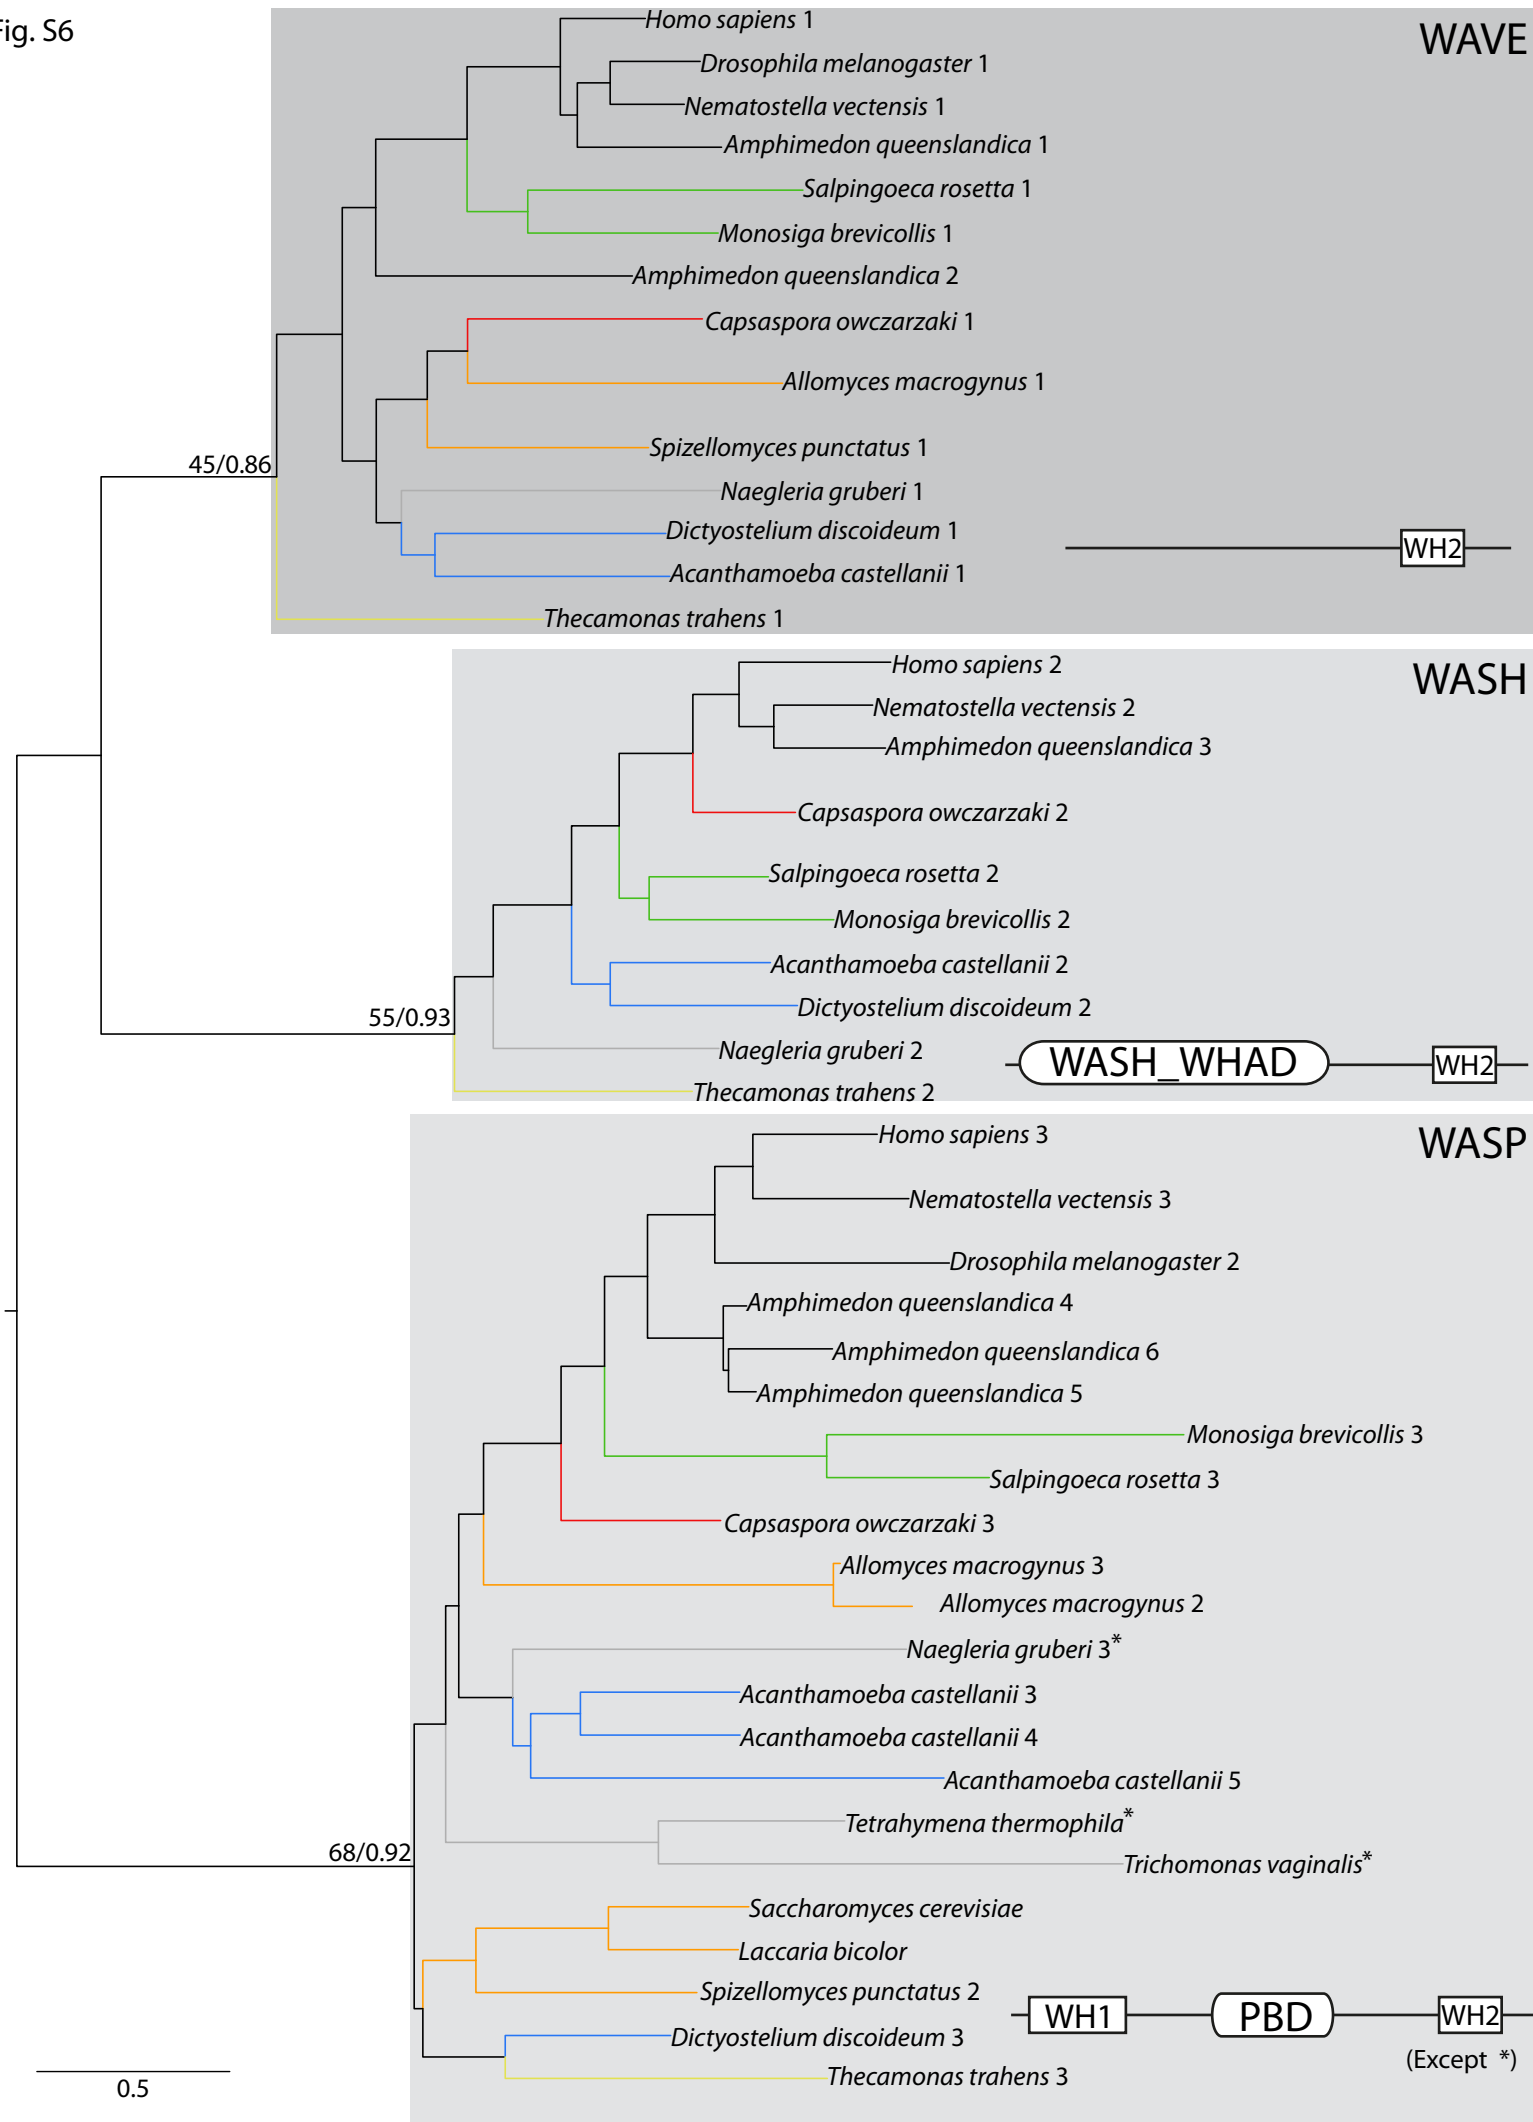 Fig. S6
WAVE
Homo sapiens 1
Drosophila melanogaster 1
Nematostella vectensis 1
Amphimedon queenslandica 1
Salpingoeca rosetta 1
Monosiga brevicollis 1
Amphimedon queenslandica 2
Capsaspora owczarzaki 1
Allomyces macrogynus 1
Spizellomyces punctatus 1
45/0.86
Naegleria gruberi 1
Dictyostelium discoideum 1
WH2
Acanthamoeba castellanii 1
Thecamonas trahens 1
WASH
Homo sapiens 2
Nematostella vectensis 2
Amphimedon queenslandica 3
Capsaspora owczarzaki 2
Salpingoeca rosetta 2
Monosiga brevicollis 2
Acanthamoeba castellanii 2
Dictyostelium discoideum 2
55/0.93
Naegleria gruberi 2
WASH_WHAD
WH2
Thecamonas trahens 2
WASP
Homo sapiens 3
Nematostella vectensis 3
Drosophila melanogaster 2
Amphimedon queenslandica 4
Amphimedon queenslandica 6
Amphimedon queenslandica 5
Monosiga brevicollis 3
Salpingoeca rosetta 3
Capsaspora owczarzaki 3
Allomyces macrogynus 3
Allomyces macrogynus 2
Naegleria gruberi 3*
Acanthamoeba castellanii 3
Acanthamoeba castellanii 4
Acanthamoeba castellanii 5
Tetrahymena thermophila*
68/0.92
Trichomonas vaginalis*
Saccharomyces cerevisiae
Laccaria bicolor
Spizellomyces punctatus 2
WH1
PBD
WH2
Dictyostelium discoideum 3
(Except *)
Thecamonas trahens 3
0.5